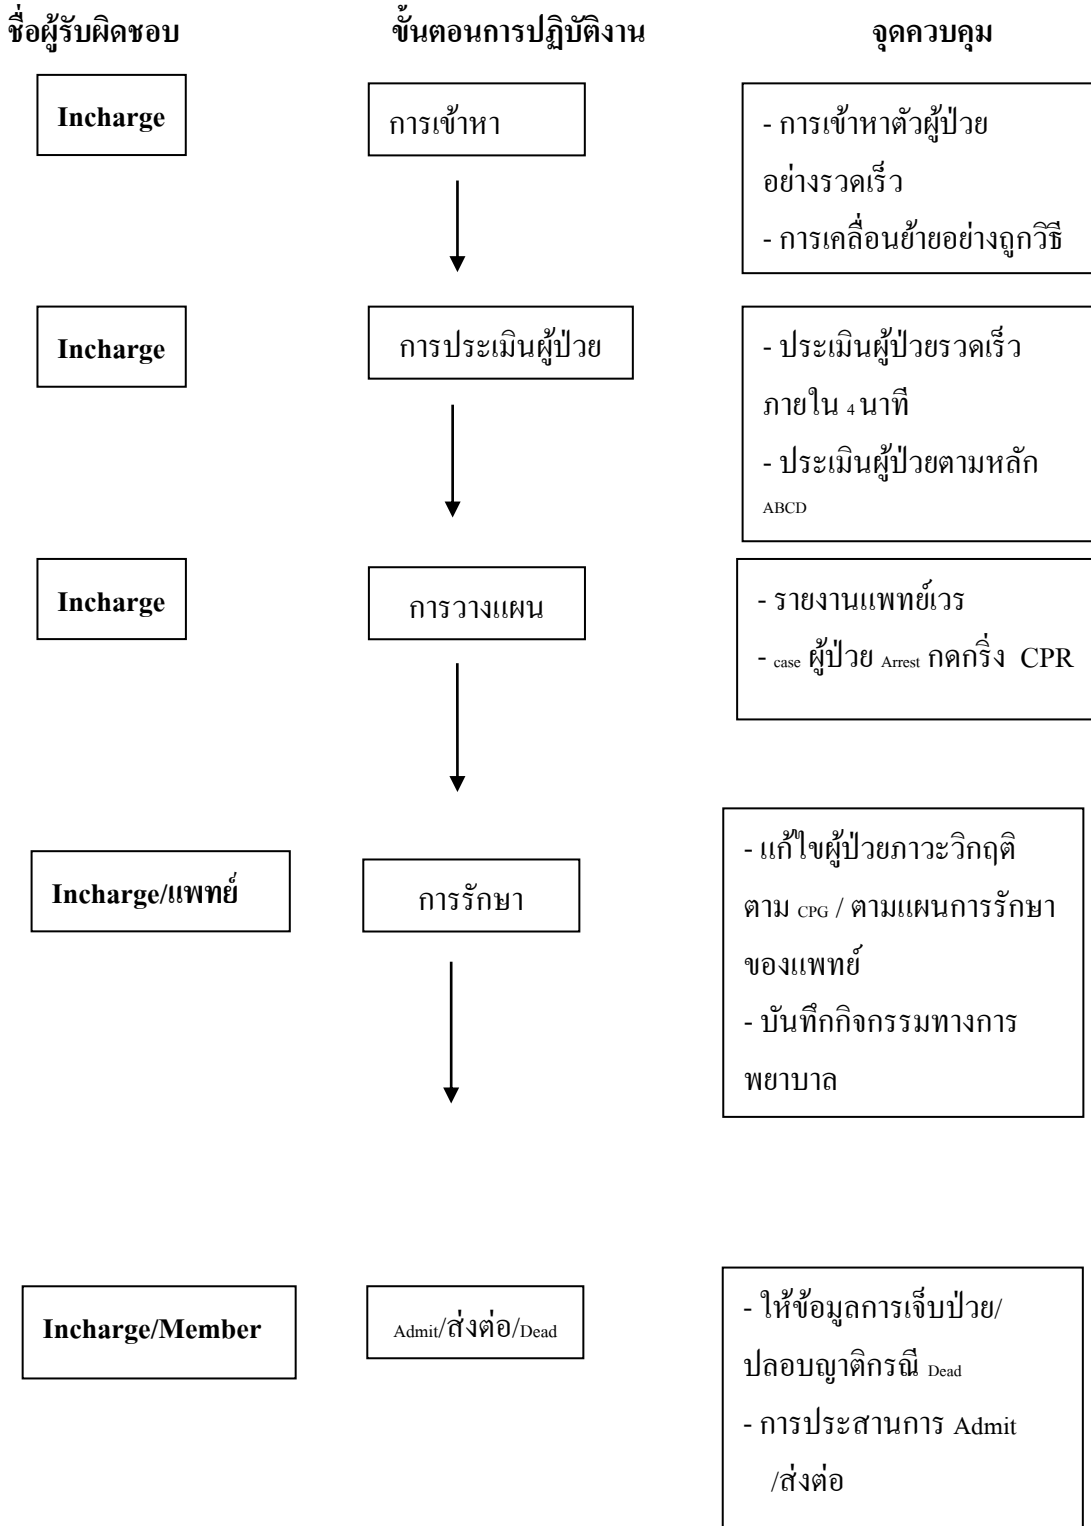 ชื่อผู้รับผิดชอบ ขั้นตอนการปฏิบัติงาน จุดควบคุม
Incharge
การเข้าหา
- การเข้าหาตัวผู้ป่วย
อย่างรวดเร็ว
- การเคลื่อนย้ายอย่างถูกวิธี
Incharge
การประเมินผู้ป่วย
- ประเมินผู้ป่วยรวดเร็ว
ภายใน 4 นาที
- ประเมินผู้ป่วยตามหลัก
ABCD
Incharge
การวางแผน
- รายงานแพทย์เวร
- case ผู้ป่วย Arrest กดกริ่ง CPR
Incharge/แพทย์
การรักษา
- แก้ไขผู้ป่วยภาวะวิกฤติ
ตาม CPG / ตามแผนการรักษา
ของแพทย์
- บันทึกกิจกรรมทางการ
พยาบาล
Incharge/Member
Admit/ส่งต่อ/Dead
- ให้ข้อมูลการเจ็บป่วย/
ปลอบญาติกรณี Dead
- การประสานการ Admit
/ส่งต่อ